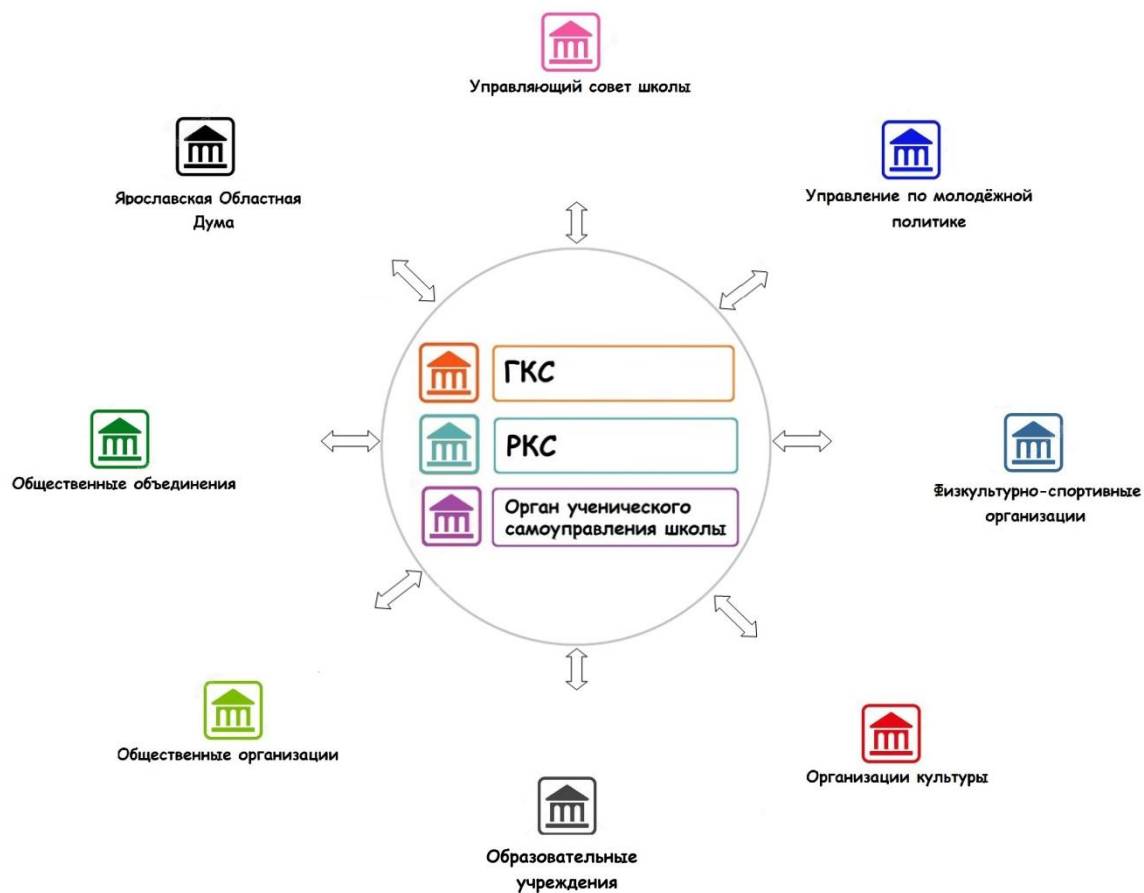 Управляющий совет школы
Ярославская Областная
Дума
Управление по молодёжной
политике
ГКС
РКС
Орган ученического
самоуправления школы
Общественные объединения
Физкультурно-спортивные
организации
Общественные организации
Организации культуры
Образовательные
учреждения